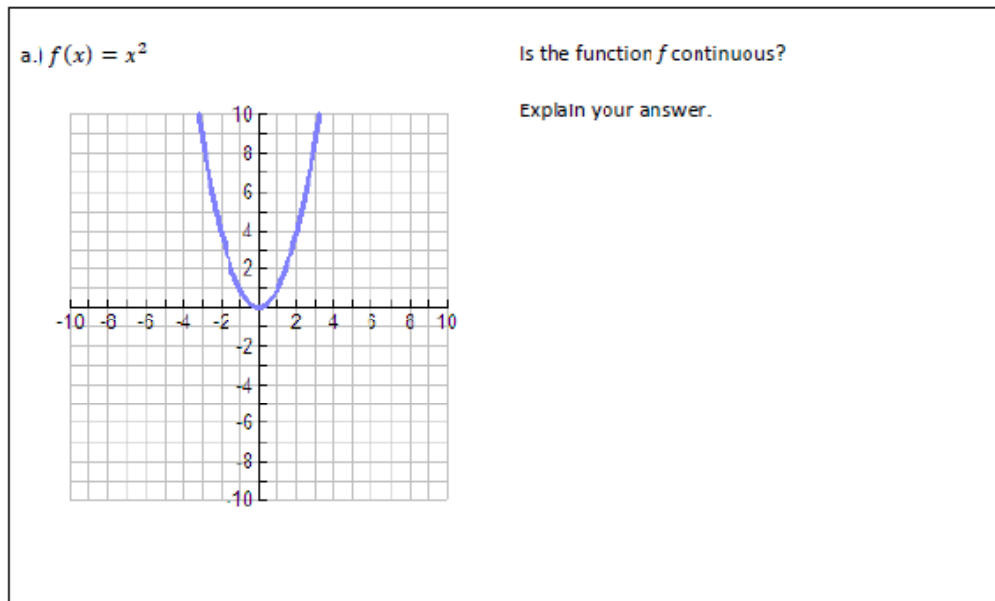 a.) f(x) = x²
Is the function f continuous?
Explain your answer.
10
8
6
4
2
-10 -8 -6 -4 -2 2 4 6 8 10
-2
-4
-6
-8
-10